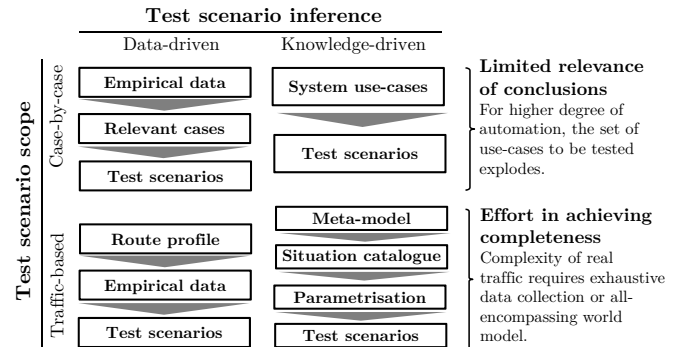 Test scenario inference
Data-driven
Knowledge-driven
Test scenario scope
Case-by-case
Empirical data
Relevant cases
Test scenarios
System use-cases
Test scenarios
Limited relevance
of conclusions
For higher degree of
automation, the set of
use-cases to be tested
explodes.
Traffic-based
Route profile
Empirical data
Test scenarios
Meta-model
Situation catalogue
Parametrisation
Test scenarios
Effort in achieving
completeness
Complexity of real
traffic requires exhaustive
data collection or all-
encompassing world
model.